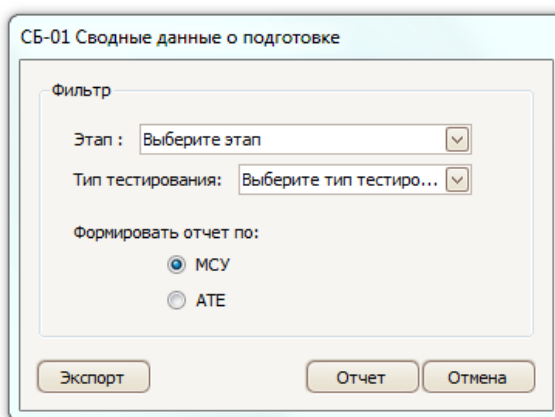 СБ-01 Сводные данные о подготовке
Фильтр
Этап : Выберите этап
Тип тестирования: Выберите тип тестиро...
Формировать отчет по:
МСУ
АТЕ
Экспорт Отчет Отмена